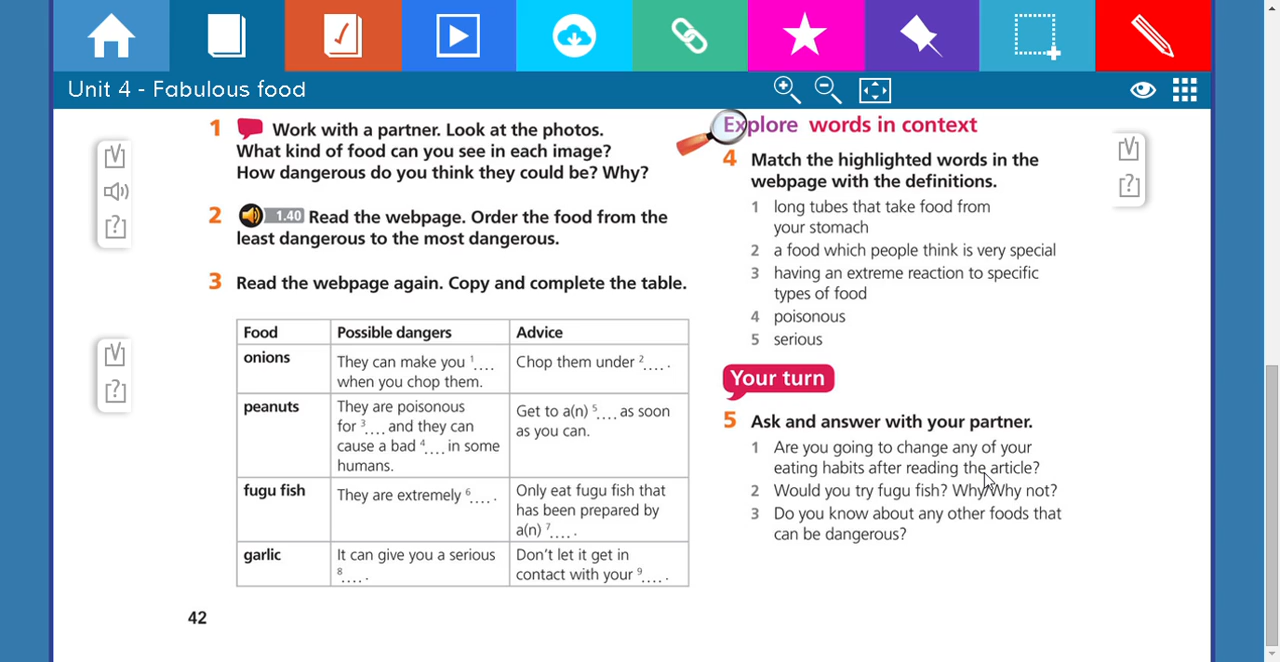 Unit 4 - Fabulous food
1 Work with a partner. Look at the photos.
What kind of food can you see in each image?
How dangerous do you think they could be? Why?
2 1.40 Read the webpage. Order the food from the
least dangerous to the most dangerous.
3 Read the webpage again. Copy and complete the table.
Food Possible dangers Advice
onions They can make you 1.... Chop them under 2.... .
when you chop them.
peanuts They are poisonous
for 3.... and they can
cause a bad 4.... in some
humans.
Get to a(n) 5.... as soon
as you can.
fugu fish They are extremely 6.... .
Only eat fugu fish that
has been prepared by
a(n) 7.... .
garlic It can give you a serious
8.... .
Don't let it get in
contact with your 9.... .
42
Explore words in context
4 Match the highlighted words in the
webpage with the definitions.
1 long tubes that take food from
your stomach
2 a food which people think is very special
3 having an extreme reaction to specific
types of food
4 poisonous
5 serious
Your turn
5 Ask and answer with your partner.
1 Are you going to change any of your
eating habits after reading the article?
2 Would you try fugu fish? Why/Why not?
3 Do you know about any other foods that
can be dangerous?